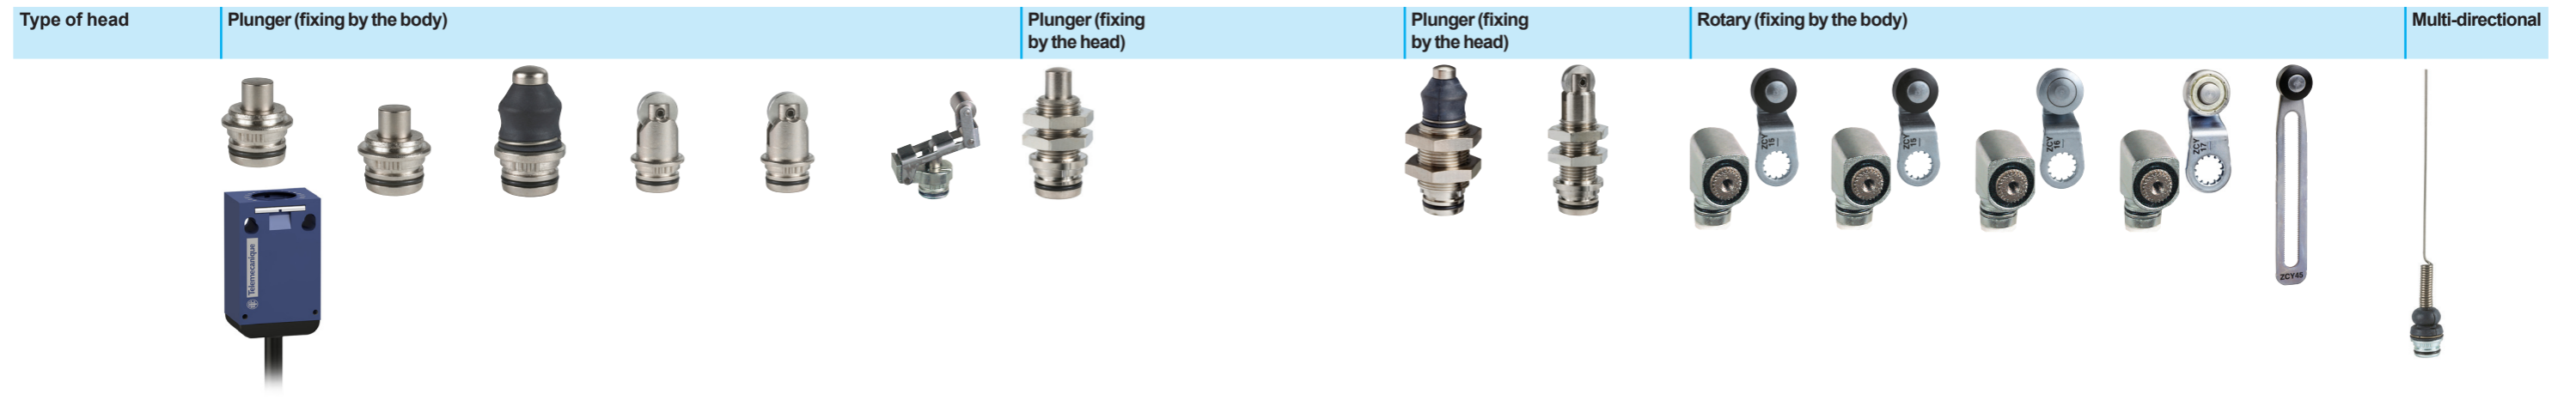 Type of head
Plunger (fixing by the body)
Plunger (fixing
by the head)
Plunger (fixing
by the head)
Rotary (fixing by the body)
Multi-directional
ZCY
15
ZCY
15
ZCY
16
ZCY
17
ZCY45
Telemecanique